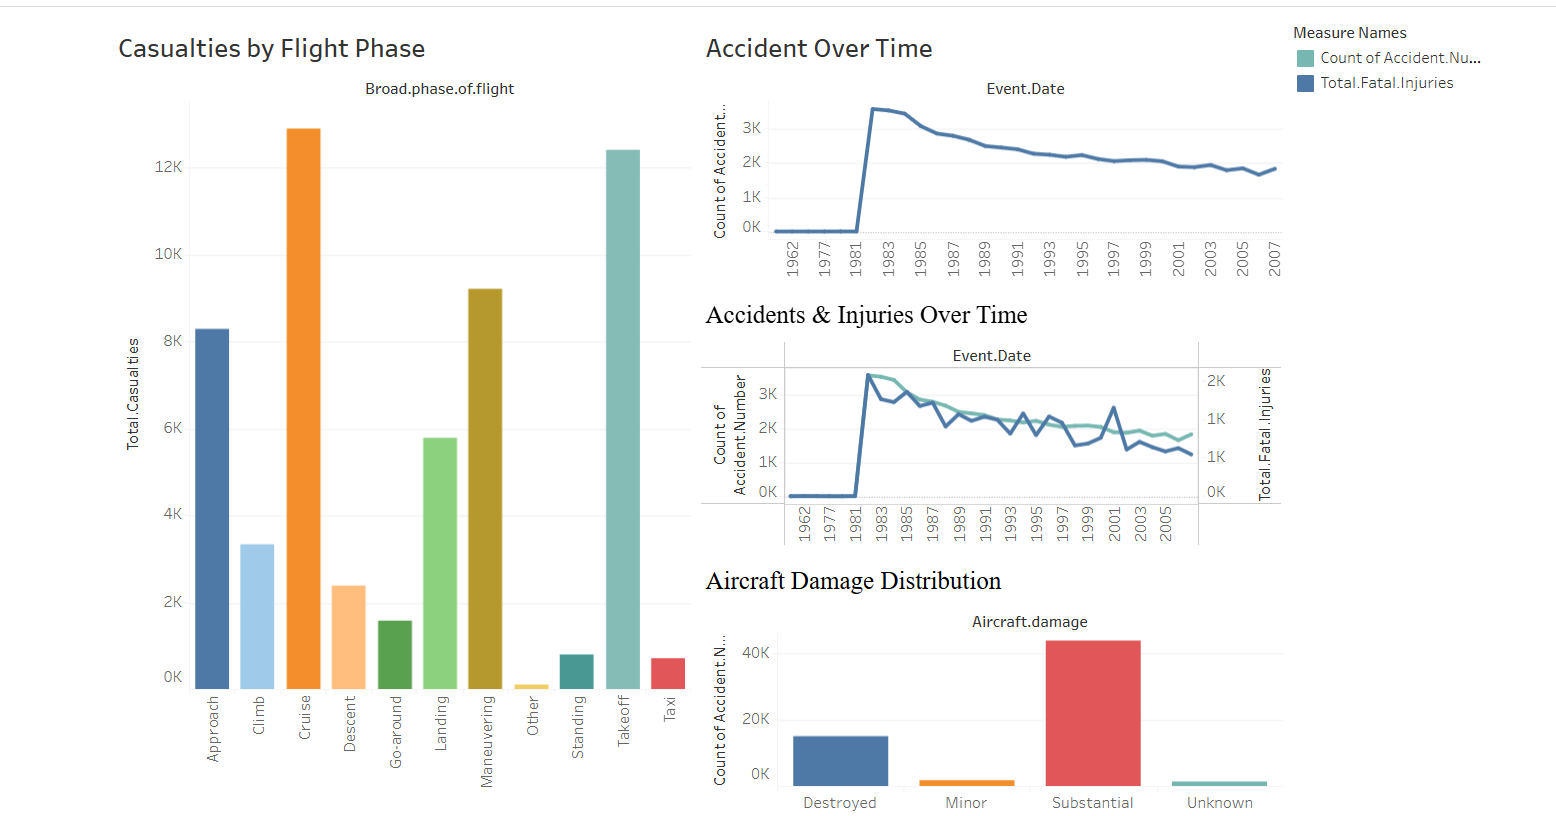 Casualties by Flight Phase
Broad.phase.of.flight
Total.Casualties
12K
10K
8K
6K
4K
2K
0K
Approach
Climb
Cruise
Descent
Go-around
Landing
Maneuvering
Other
Standing
Takeoff
Taxi
Accident Over Time
Event.Date
Count of Accident...
3K
2K
1K
0K
1962
1977
1981
1983
1985
1987
1989
1991
1993
1995
1997
1999
2001
2003
2005
2007
Accidents & Injuries Over Time
Event.Date
Count of
Accident.Number
3K
2K
1K
0K
2K
1K
1K
0K
Total.Fatal.Injuries
1962
1977
1981
1983
1985
1987
1989
1991
1993
1995
1997
1999
2001
2003
2005
Aircraft Damage Distribution
Aircraft.damage
Count of Accident.N...
40K
20K
0K
Destroyed
Minor
Substantial
Unknown
Measure Names
Count of Accident.Nu...
Total.Fatal.Injuries